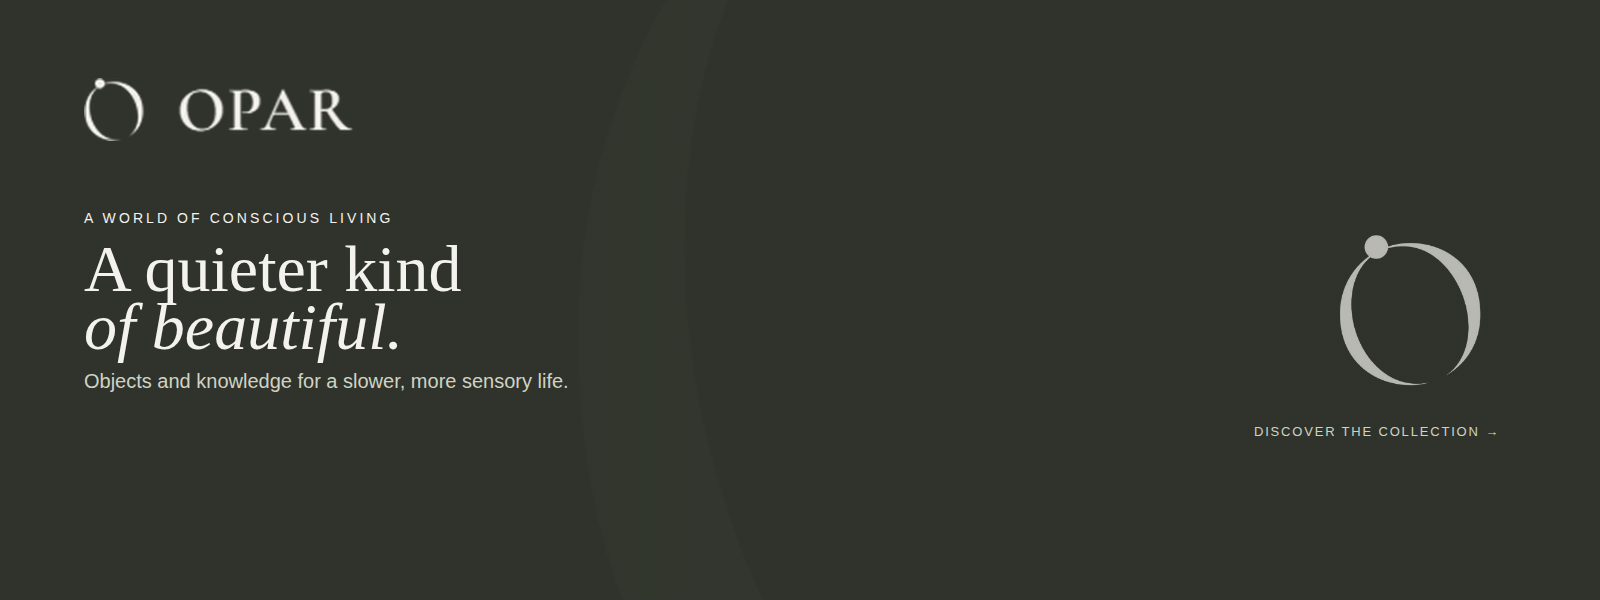 OPAR
A WORLD OF CONSCIOUS LIVING
A quieter kind
of beautiful.
Objects and knowledge for a slower, more sensory life.
DISCOVER THE COLLECTION →